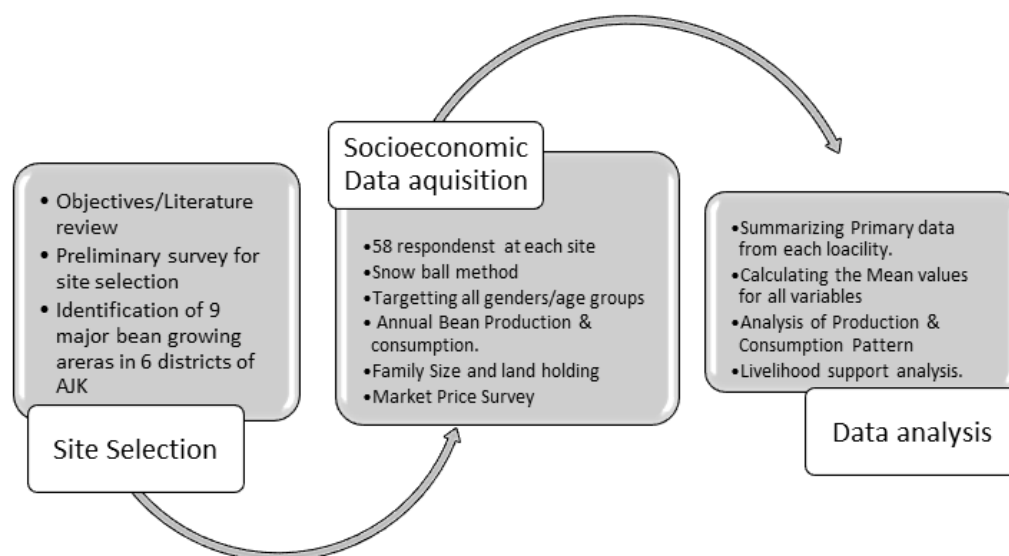 • Objectives/Literature
review
• Preliminary survey for
site selection
• Identification of 9
major bean growing
areras in 6 districts of
AJK
Site Selection
Socioeconomic
Data aquisition
•58 respondenst at each site
•Snow ball method
•Targetting all genders/age groups
• Annual Bean Production &
consumption.
•Family Size and land holding
•Market Price Survey
•Summarizing Primary data
from each loacility.
•Calculating the Mean values
for all variables
•Analysis of Production &
Consumption Pattern
•Livelihood support analysis.
Data analysis